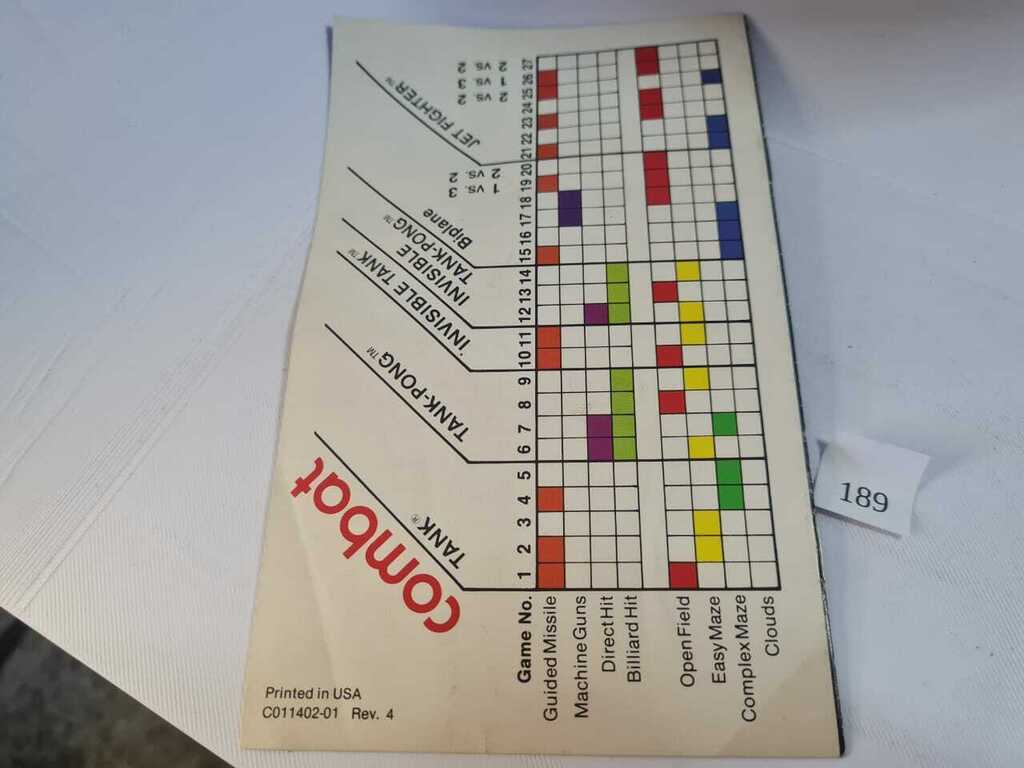 combat
TANK®
TANK-PONG™
INVISIBLE TANK™
INVISIBLE
TANK-PONG™
Biplane
1 vs. 3
2 vs. 2
JET FIGHTER™
2 vs. 2
1 vs. 3
2 vs. 2
Game No. 1 2 3 4 5 6 7 8 9 10 11 12 13 14 15 16 17 18 19 20 21 22 23 24 25 26 27
Guided Missile
Machine Guns
Direct Hit
Billiard Hit
Open Field
Easy Maze
Complex Maze
Clouds
Printed in USA
C011402-01 Rev. 4
189